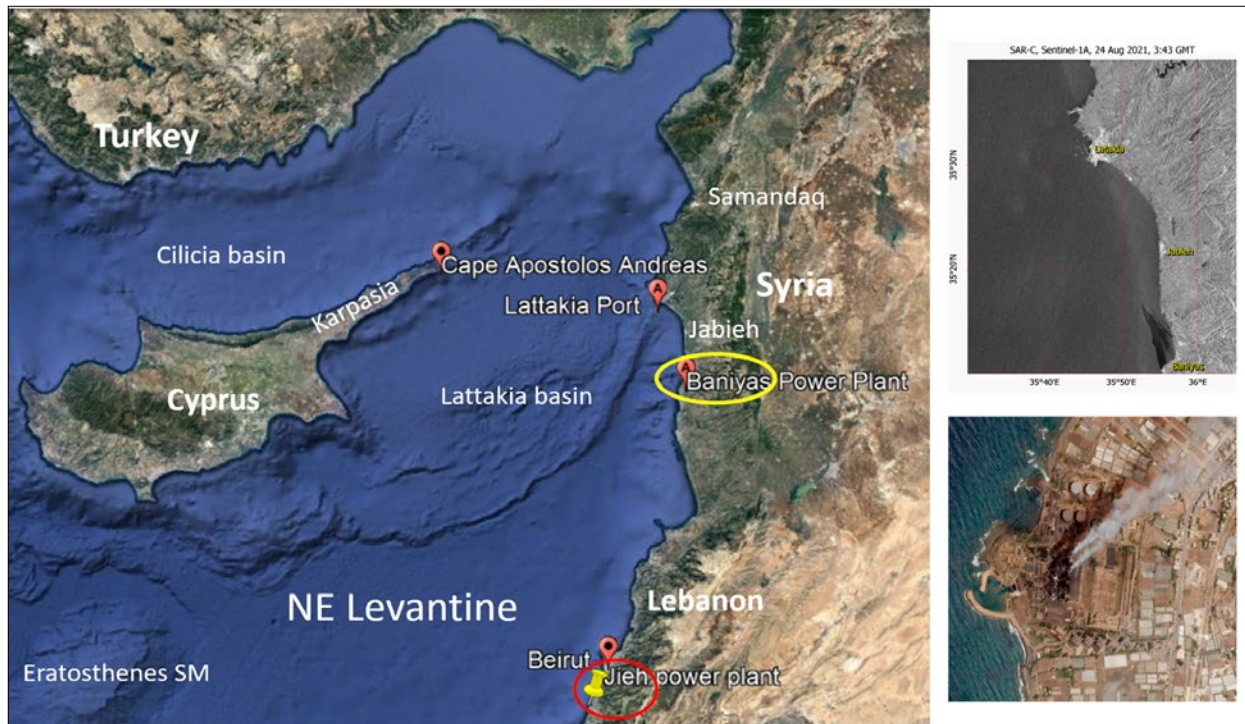 Turkey
Samandaq
Cilicia basin
Cape Apostolos Andreas
Karpasia
Lattakia Port
Syria
Jabieh
Baniyas Power Plant
Cyprus
Lattakia basin
NE Levantine
Lebanon
Beirut
Jieh power plant
Eratosthenes SM
SAR-C, Sentinel-1A, 24 Aug 2021, 3:43 GMT
Latakia
35°30'N
Jableh
35°20'N
Baniyas
35°40'E 35°50'E 36°E